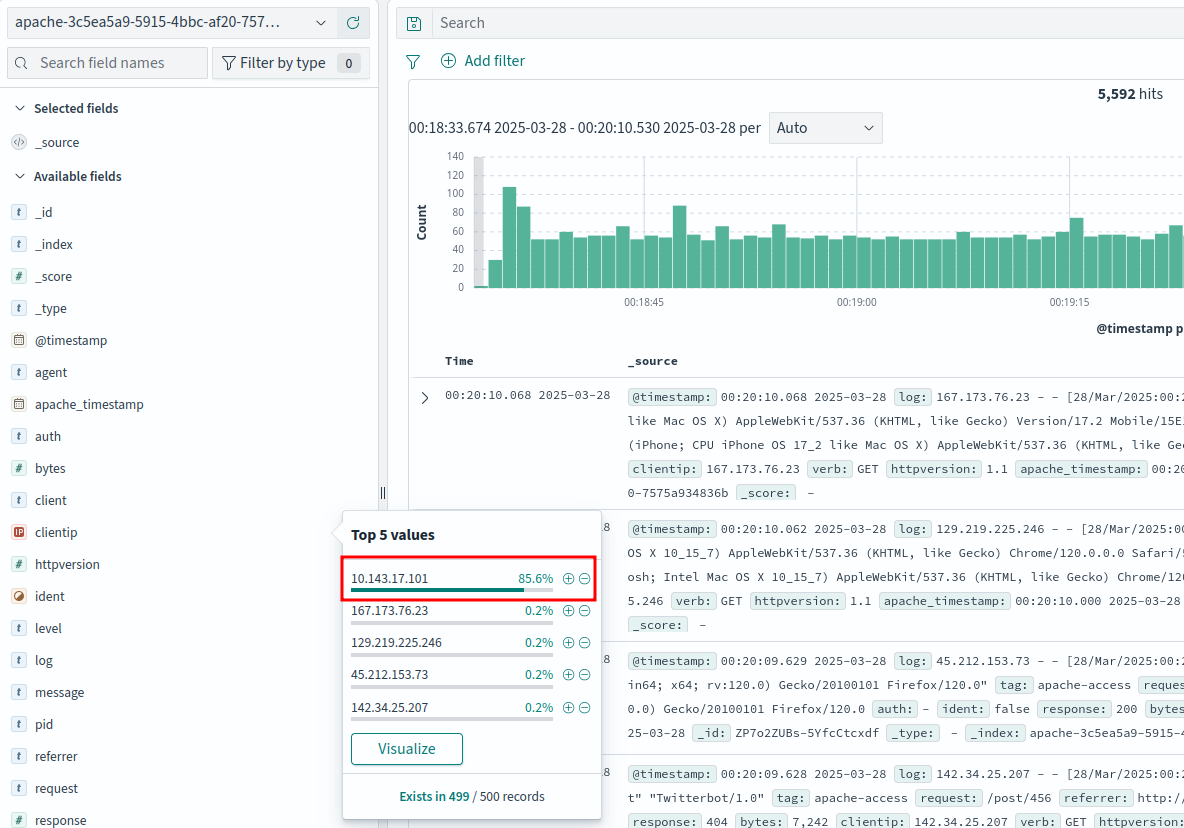 apache-3c5ea5a9-5915-4bbc-af20-757…
Search
Search field names
Filter by type 0
Add filter
5,592 hits
Selected fields
00:18:33.674 2025-03-28 - 00:20:10.530 2025-03-28 per
Auto
_source
Available fields
_id
_index
_score
_type
@timestamp
agent
apache_timestamp
auth
bytes
client
clientip
httpversion
ident
level
log
message
pid
referrer
request
response
Count
140
120
100
80
60
40
20
0
00:18:45
00:19:00
00:19:15
@timestamp p
Time
_source
00:20:10.068 2025-03-28
@timestamp: 00:20:10.068 2025-03-28 log: 167.173.76.23 - - [28/Mar/2025:00:2
like Mac OS X) AppleWebKit/537.36 (KHTML, like Gecko) Version/17.2 Mobile/15E
(iPhone; CPU iPhone OS 17_2 like Mac OS X) AppleWebKit/537.36 (KHTML, like Ge
clientip: 167.173.76.23 verb: GET httpversion: 1.1 apache_timestamp: 00:20
0-7575a934836b _score: –
8
@timestamp: 00:20:10.062 2025-03-28 log: 129.219.225.246 - - [28/Mar/2025:00
OS X 10_15_7) AppleWebKit/537.36 (KHTML, like Gecko) Chrome/120.0.0.0 Safari/5
osh; Intel Mac OS X 10_15_7) AppleWebKit/537.36 (KHTML, like Gecko) Chrome/12
5.246 verb: GET httpversion: 1.1 apache_timestamp: 00:20:10.000 2025-03-28
_score: –
8
@timestamp: 00:20:09.629 2025-03-28 log: 45.212.153.73 - - [28/Mar/2025:00:2
in64; x64; rv:120.0) Gecko/20100101 Firefox/120.0" tag: apache-access reques
0.0) Gecko/20100101 Firefox/120.0 auth: – ident: false response: 200 bytes
25-03-28 _id: ZP7o2ZUBs-5YfcCtcxdf _type: – _index: apache-3c5ea5a9-5915-4
8
@timestamp: 00:20:09.628 2025-03-28 log: 142.34.25.207 - - [28/Mar/2025:00:2
t" "Twitterbot/1.0" tag: apache-access request: /post/456 referrer: http://
response: 404 bytes: 7,242 clientip: 142.34.25.207 verb: GET httpversion:
Top 5 values
10.143.17.101 85.6%
167.173.76.23 0.2%
129.219.225.246 0.2%
45.212.153.73 0.2%
142.34.25.207 0.2%
Visualize
Exists in 499 / 500 records